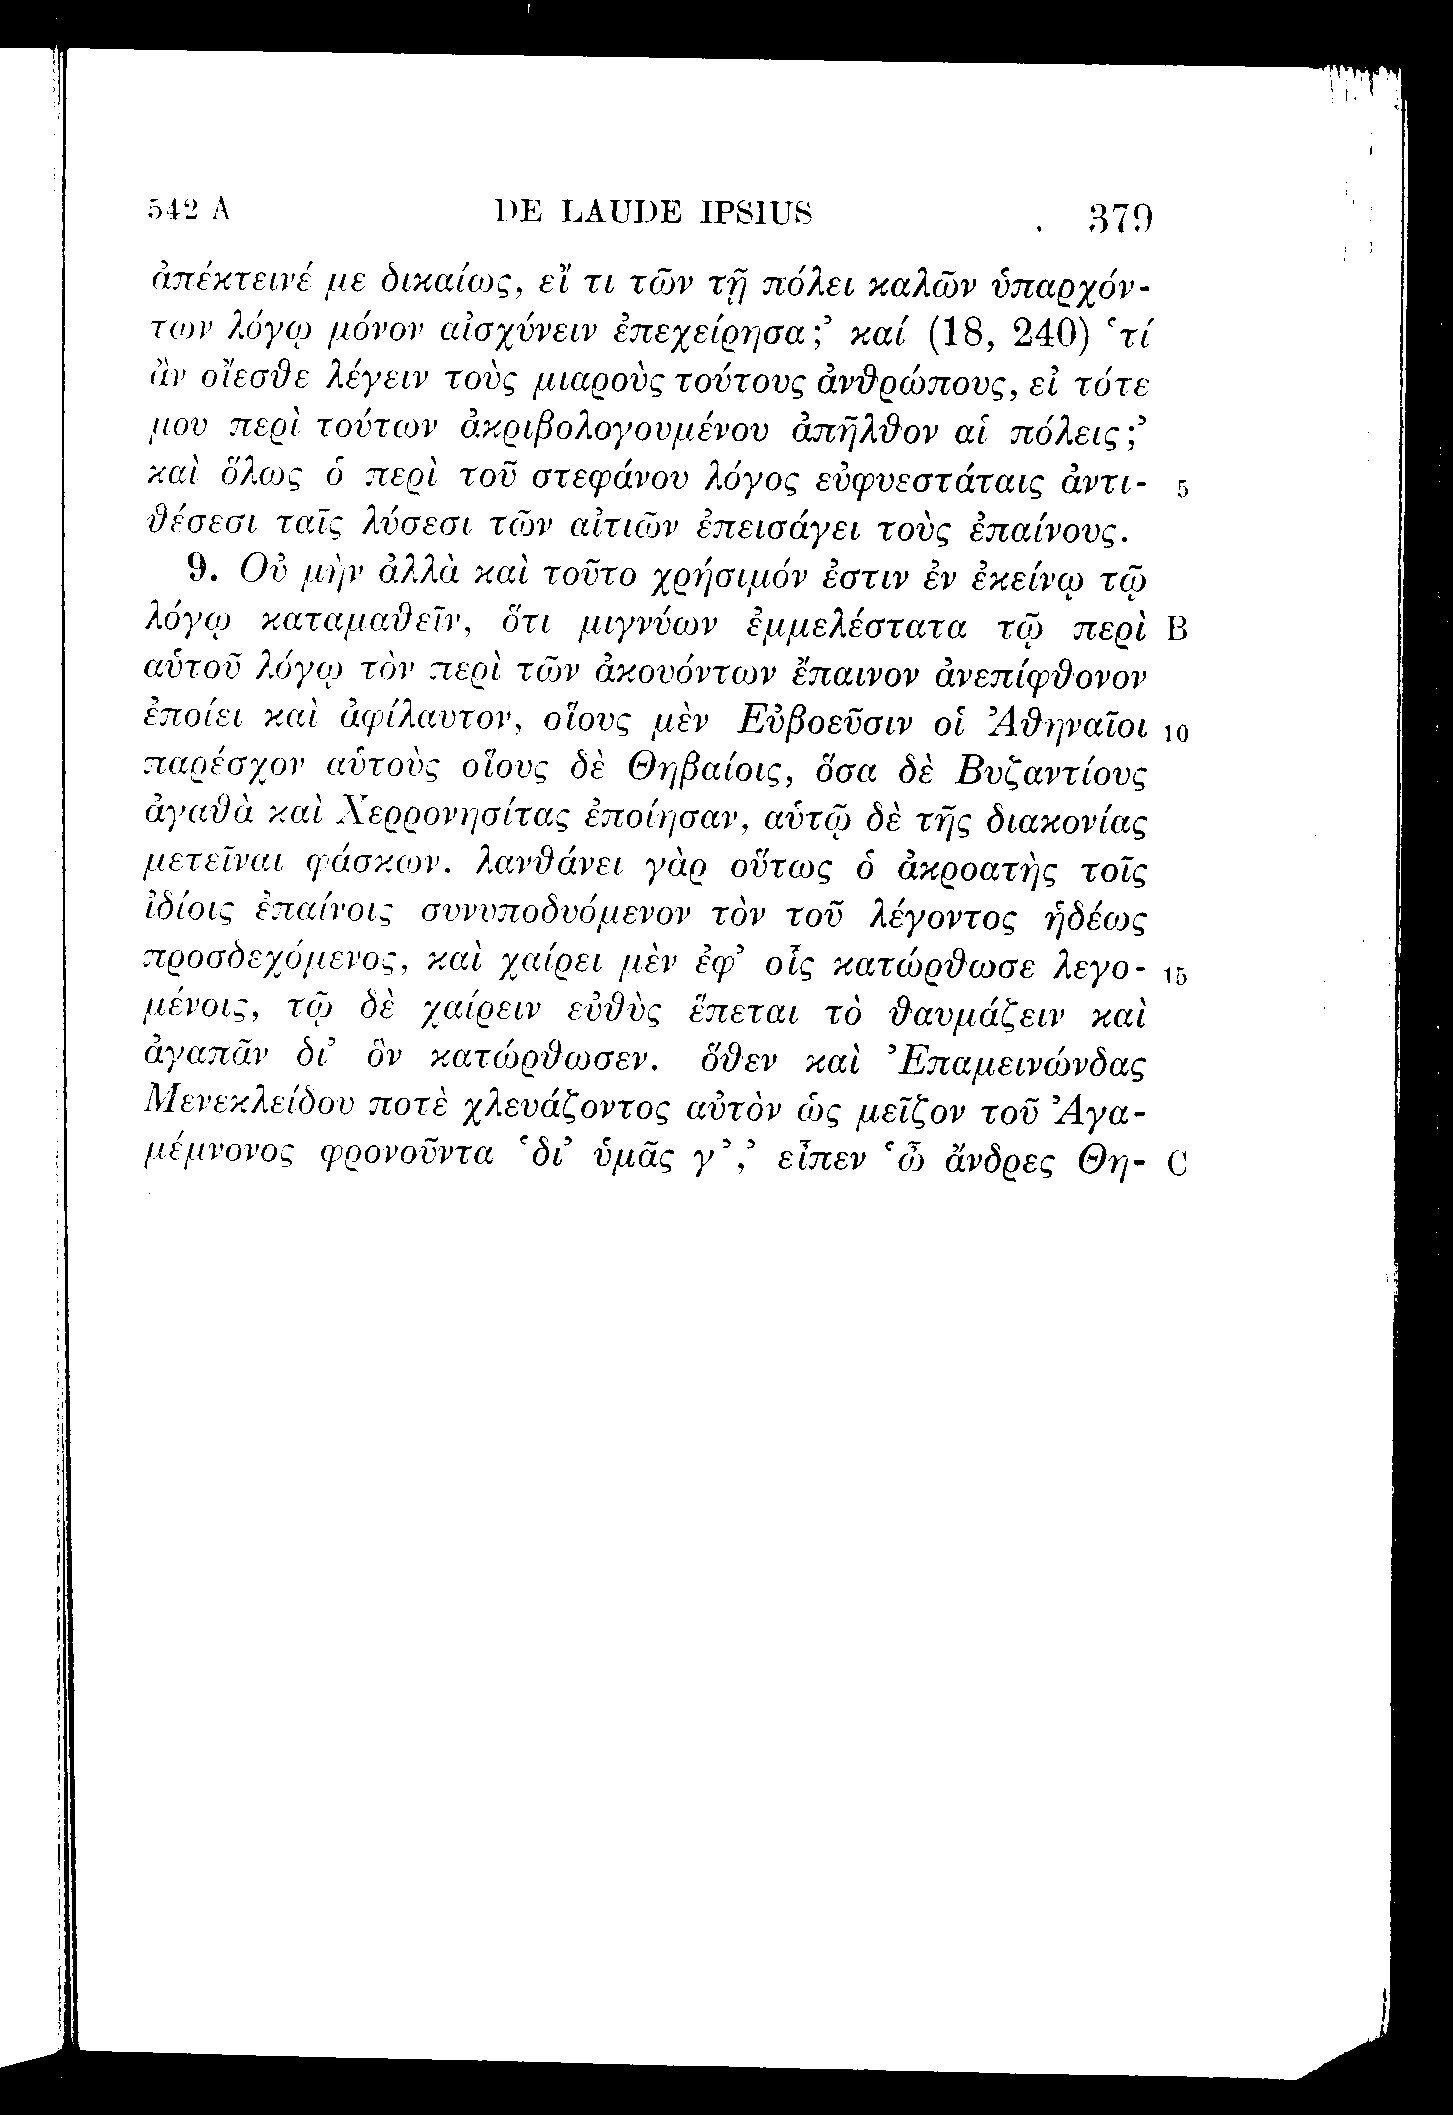 542 A DE LAUDE IPSIUS 379
ἀπέκτεινέ με δικαίως, εἴ τι τῶν τῇ πόλει καλῶν ὑπαρχόν-
των λόγῳ μόνον αἰσχύνειν ἐπεχείρησα;’ καί (18, 240) ‘τί
ἂν οἴεσθε λέγειν τοὺς μιαροὺς τούτους ἀνθρώπους, εἰ τότε
μου περὶ τούτων ἀκριβολογουμένου ἀπῆλθον αἱ πόλεις;’
καὶ ὅλως ὁ περὶ τοῦ στεφάνου λόγος εὐφυεστάταις ἀντι- 5
θέσεσι ταῖς λύσεσι τῶν αἰτιῶν ἐπεισάγει τοὺς ἐπαίνους.
9. Οὐ μὴν ἀλλὰ καὶ τοῦτο χρήσιμόν ἐστιν ἐν ἐκείνῳ τῷ
λόγῳ καταμαθεῖν, ὅτι μιγνύων ἐμμελέστατα τῷ περὶ B
αὑτοῦ λόγῳ τὸν περὶ τῶν ἀκουόντων ἔπαινον ἀνεπίφθονον
ἐποίει καὶ ἀφίλαυτον, οἵους μὲν Εὐβοεῦσιν οἱ Ἀθηναῖοι 10
παρέσχον αὑτοὺς οἵους δὲ Θηβαίοις, ὅσα δὲ Βυζαντίους
ἀγαθὰ καὶ Χερρονησίτας ἐποίησαν, αὑτῷ δὲ τῆς διακονίας
μετεῖναι φάσκων. λανθάνει γὰρ οὕτως ὁ ἀκροατὴς τοῖς
ἰδίοις ἐπαίνοις συνυποδυόμενον τὸν τοῦ λέγοντος ἡδέως
προσδεχόμενος, καὶ χαίρει μὲν ἐφ’ οἷς κατώρθωσε λεγο- 15
μένοις, τῷ δὲ χαίρειν εὐθὺς ἕπεται τὸ θαυμάζειν καὶ
ἀγαπᾶν δι’ ὃν κατώρθωσεν. ὅθεν καὶ Ἐπαμεινώνδας
Μενεκλείδου ποτὲ χλευάζοντος αὐτὸν ὡς μεῖζον τοῦ Ἀγα-
μέμνονος φρονοῦντα ‘δι’ ὑμᾶς γ’,’ εἶπεν ‘ὦ ἄνδρες Θη- C